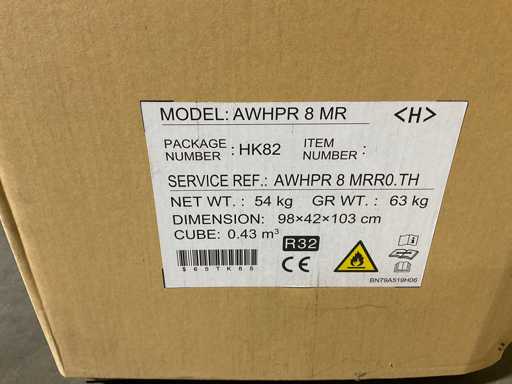 MODEL: AWHPR 8 MR <H>
PACKAGE NUMBER : HK82 ITEM NUMBER :
SERVICE REF.: AWHPR 8 MRR0.TH
NET WT. : 54 kg GR WT. : 63 kg
DIMENSION: 98×42×103 cm
CUBE: 0.43 m³
R32
CE
BN79A519H06